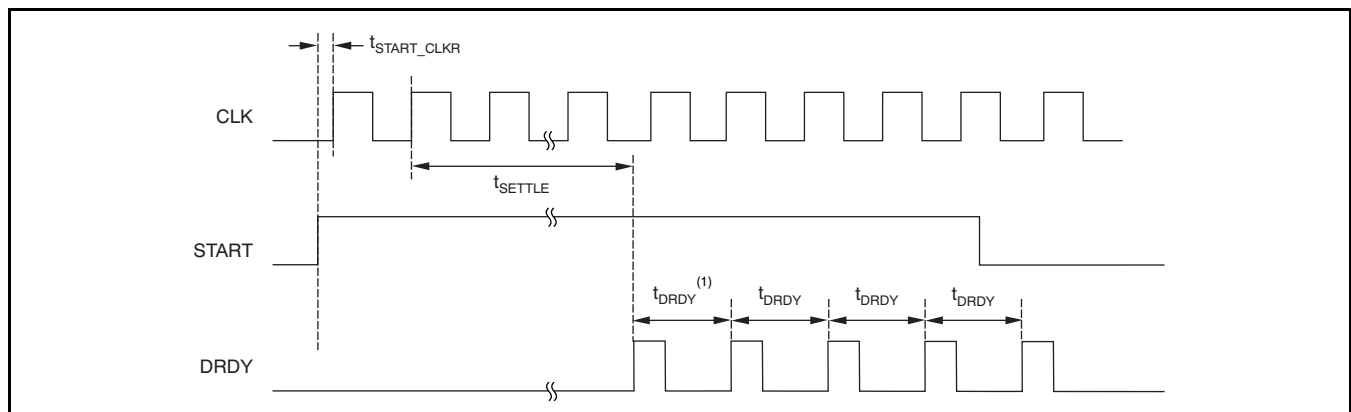 tSTART_CLKR
CLK
tSETTLE
START
tDRDY(1) tDRDY tDRDY tDRDY
DRDY